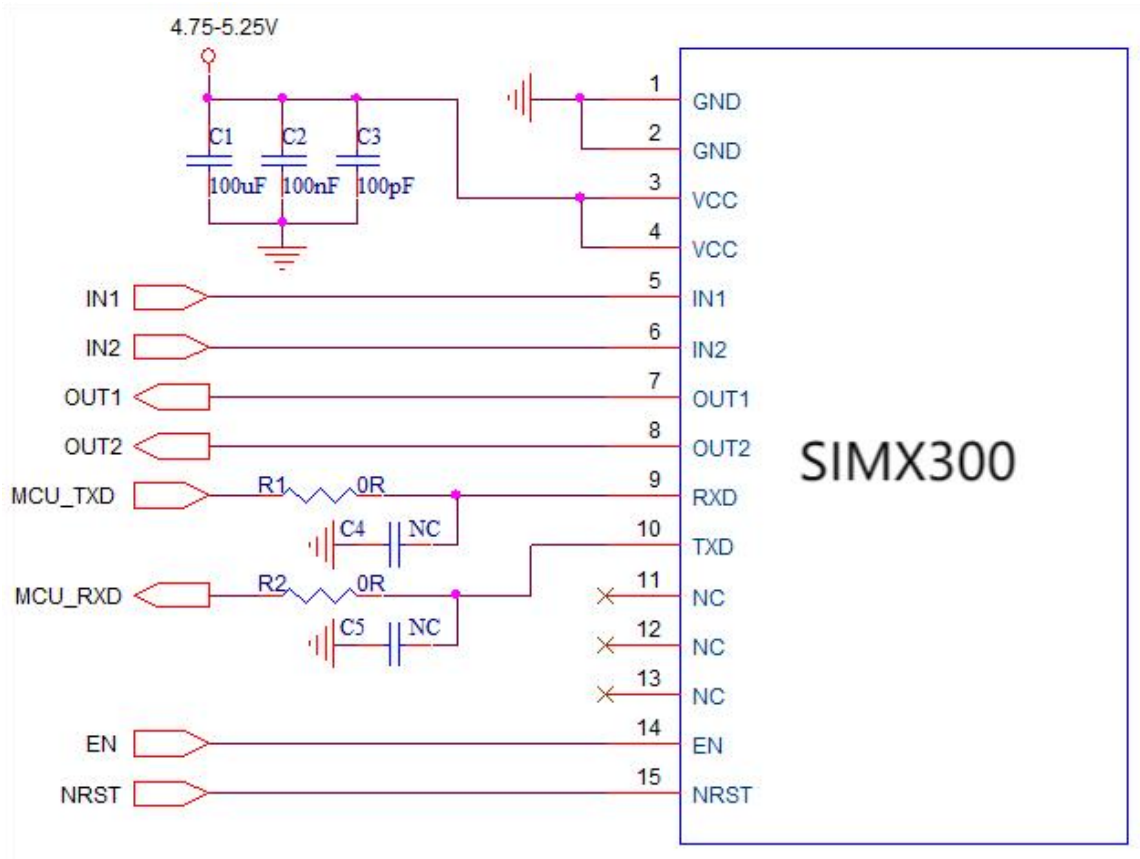 4.75-5.25V
C1 C2 C3
100uF 100nF 100pF
1 GND
2 GND
3 VCC
4 VCC
IN1 5 IN1
IN2 6 IN2
OUT1 7 OUT1
OUT2 8 OUT2
SIMX300
MCU_TXD R1 0R 9 RXD
C4 NC
10 TXD
MCU_RXD R2 0R 11 NC
C5 NC 12 NC
13 NC
EN 14 EN
NRST 15 NRST